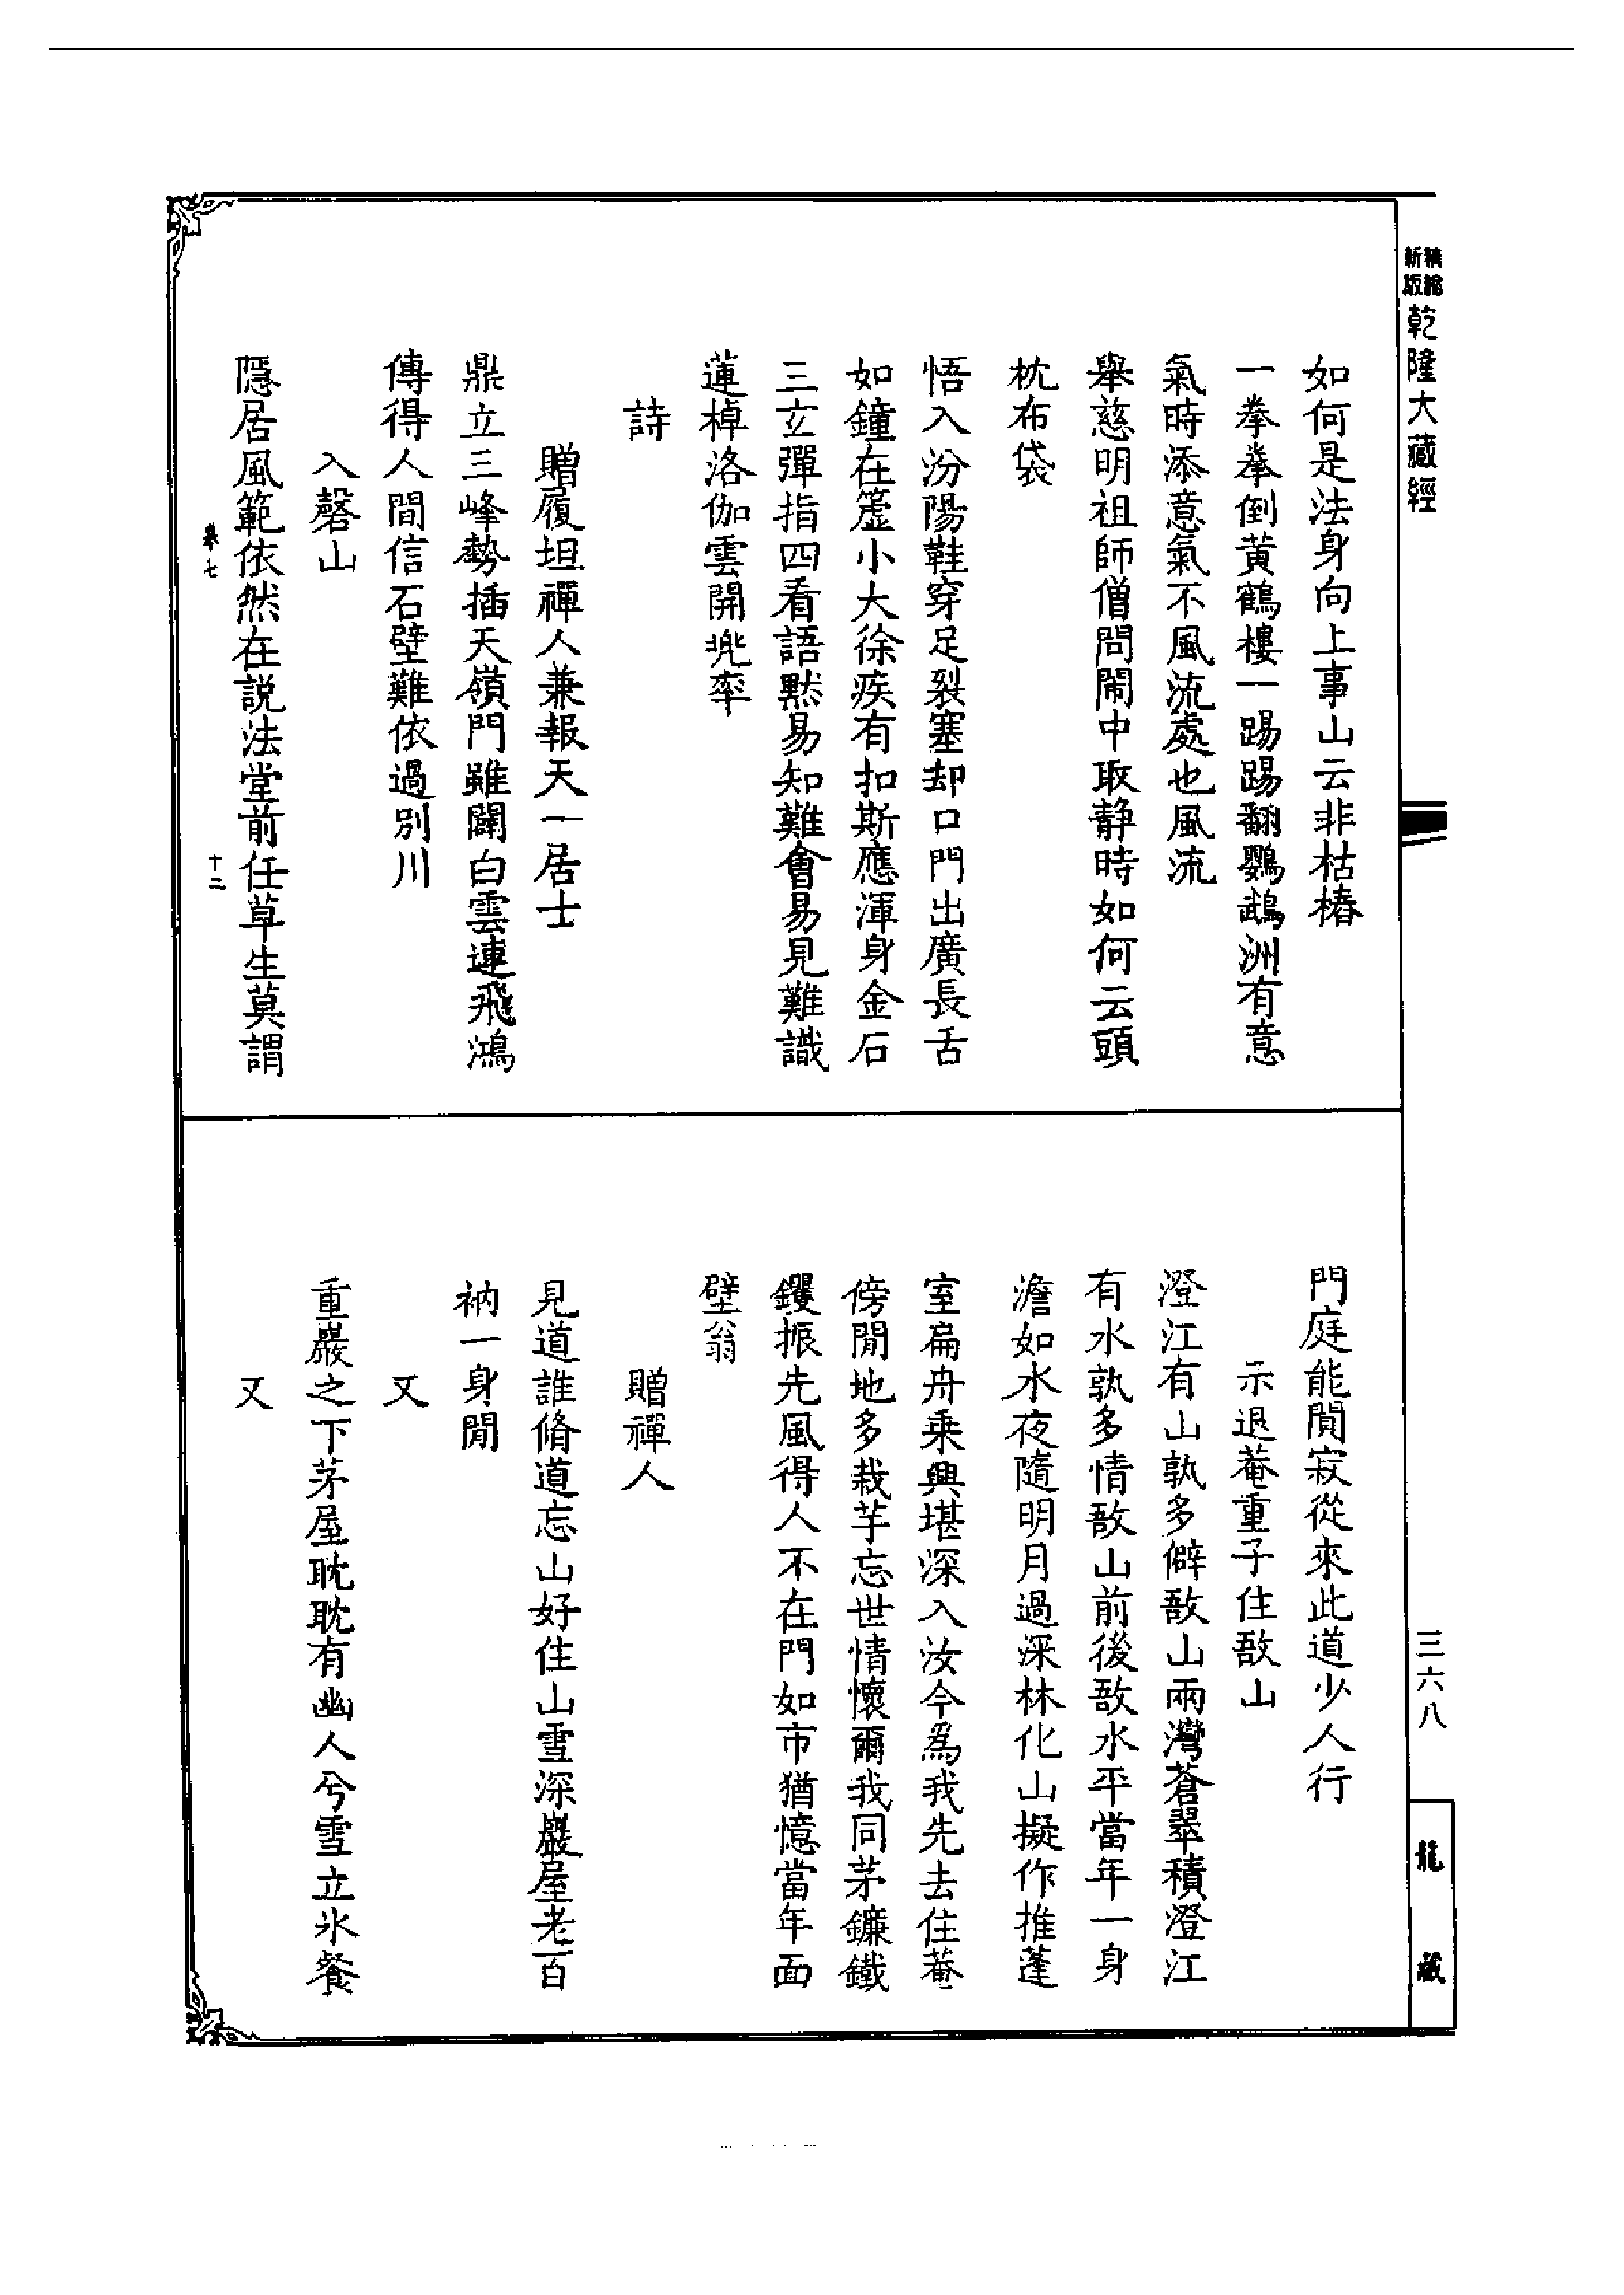 精縮新版乾隆大藏經
如何是法身向上事山云非枯樁
一拳拳倒黃鶴樓一踢踢翻鸚鵡洲有意
氣時添意氣不風流處也風流
舉慈明祖師僧問鬧中取靜時如何云頭
枕布袋
悟入汾陽鞋穿足裂塞却口門出廣長舌
如鐘在簴小大徐疾有扣斯應渾身金石
三玄彈指四看語默易知難會易見難識
蓮棹洛伽雲開兜率
詩
贈履坦禪人兼報天一居士
鼎立三峰勢插天嶺門雖闢白雲連飛鴻
傳得人間信石壁難依過別川
入磬山
隱居風範依然在説法堂前任草生莫謂
卷七
十二
門庭能閴寂從來此道少人行
示退菴重子住敔山
澄江有山孰多僻敔山兩灣蒼翠積澄江
有水孰多情敔山前後敔水平當年一身
澹如水夜隨明月過深林化山擬作推蓬
室扁舟乘興堪深入汝今爲我先去住菴
傍閒地多栽芋忘世情懷爾我同茅鐮鐵
钁振先風得人不在門如市猶憶當年面
壁翁
贈禪人
見道誰脩道忘山好住山雪深巖屋老百
衲一身閒
又
重巖之下茅屋耽耽有幽人兮雪立氷餐
又
三六八
龍藏